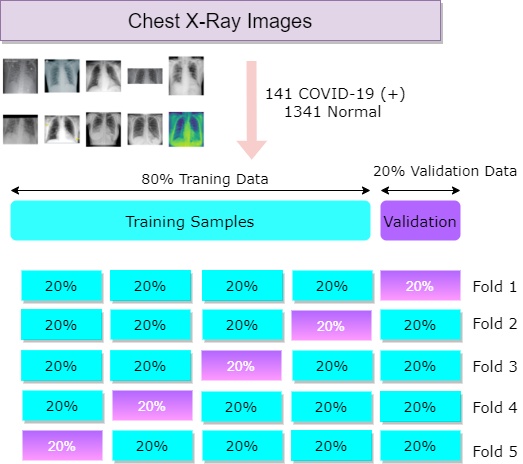 Chest X-Ray Images
141 COVID-19 (+)
1341 Normal
80% Traning Data
20% Validation Data
Training Samples
Validation
20% 20% 20% 20% 20% Fold 1
20% 20% 20% 20% 20% Fold 2
20% 20% 20% 20% 20% Fold 3
20% 20% 20% 20% 20% Fold 4
20% 20% 20% 20% 20% Fold 5